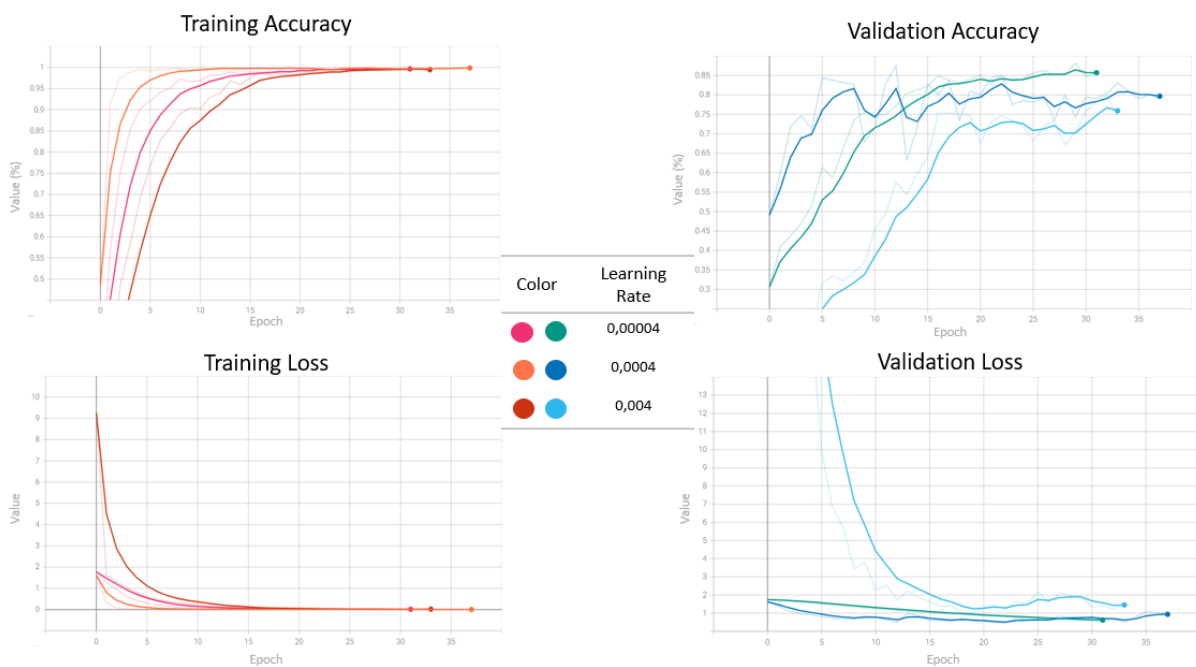 Training Accuracy
Value (%)
1
0.95
0.9
0.85
0.8
0.75
0.7
0.65
0.6
0.55
0.5
0 5 10 15 20 25 30 35
Epoch
Validation Accuracy
Value (%)
0.85
0.8
0.75
0.7
0.65
0.6
0.55
0.5
0.45
0.4
0.35
0.3
0 5 10 15 20 25 30 35
Epoch
Color Learning
Rate
0,00004
0,0004
0,004
Training Loss
Value
10
9
8
7
6
5
4
3
2
1
0
0 5 10 15 20 25 30 35
Epoch
Validation Loss
Value
13
12
11
10
9
8
7
6
5
4
3
2
1
0 5 10 15 20 25 30 35
Epoch